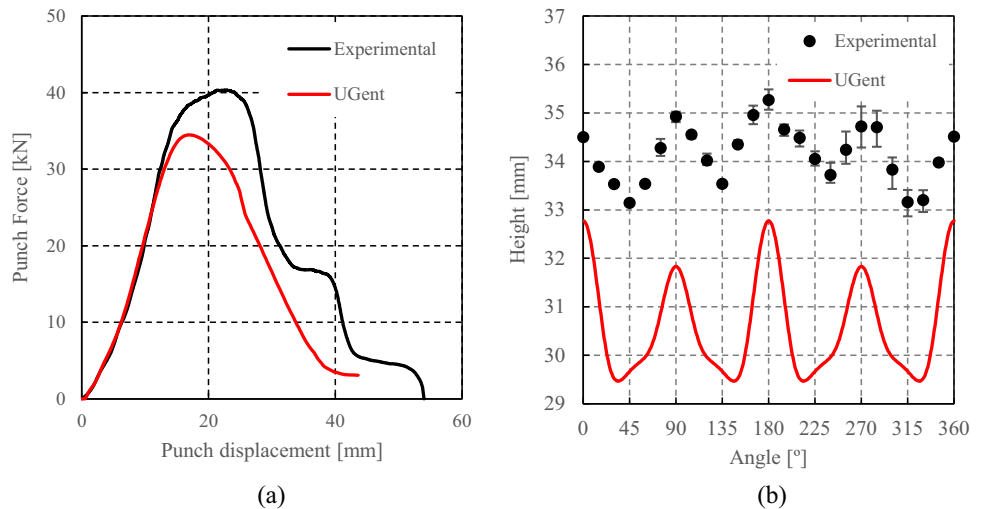 50
40
30
20
10
0
0
20
40
60
Punch Force [kN]
Punch displacement [mm]
Experimental
UGent
(a)
37
36
35
34
33
32
31
30
29
0
45
90
135
180
225
270
315
360
Height [mm]
Angle [º]
Experimental
UGent
(b)